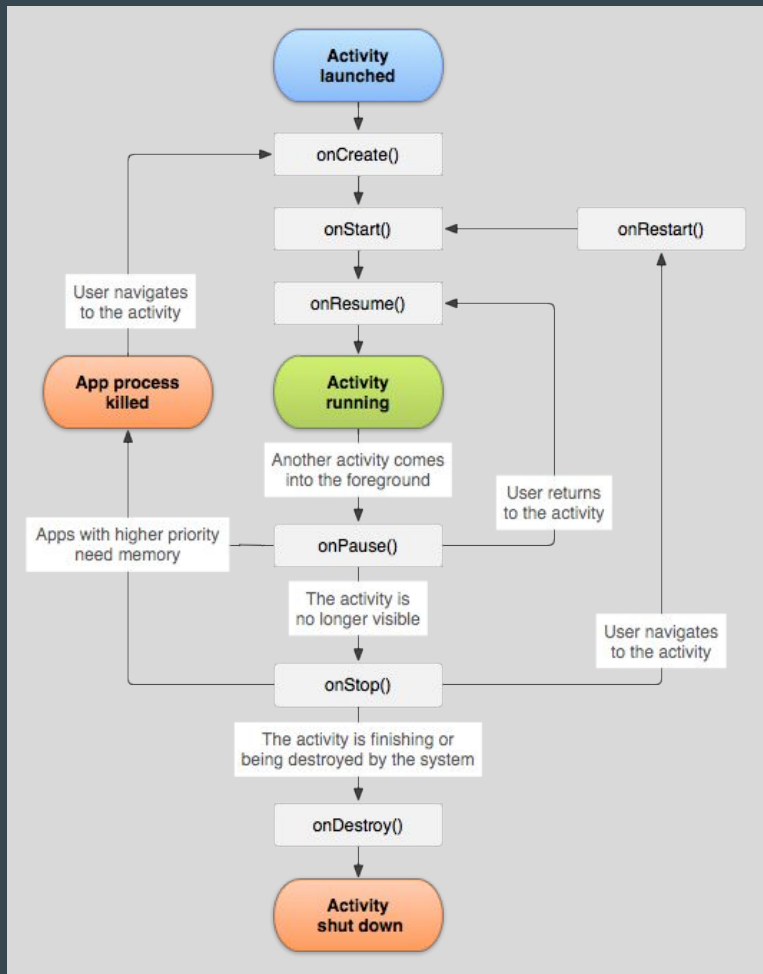 Activity
launched
onCreate()
onStart()
onRestart()
User navigates
to the activity
onResume()
App process
killed
Activity
running
Another activity comes
into the foreground
User returns
to the activity
Apps with higher priority
need memory
onPause()
The activity is
no longer visible
User navigates
to the activity
onStop()
The activity is finishing or
being destroyed by the system
onDestroy()
Activity
shut down